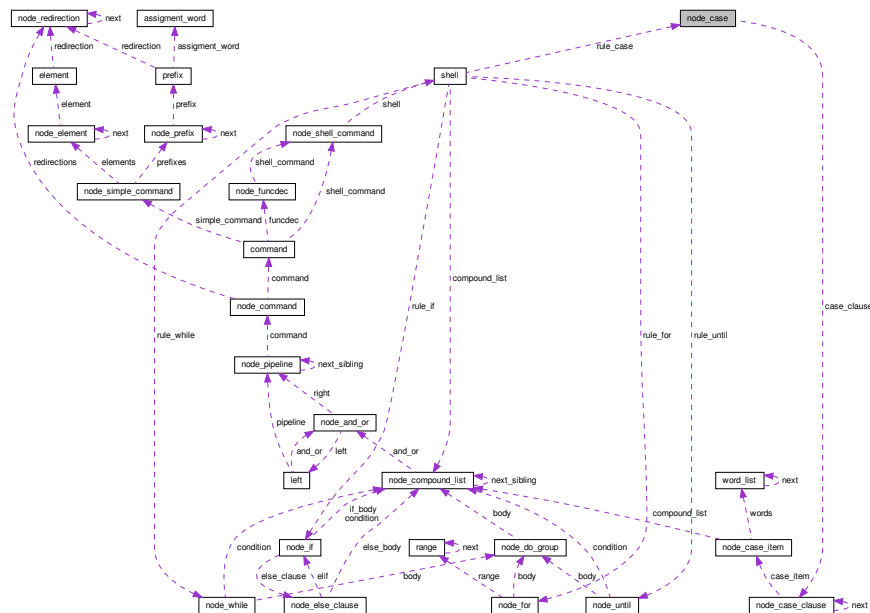 node_redirection
next
assigment_word
node_case
redirection
redirection
assigment_word
rule_case
element
prefix
shell
element
prefix
shell
node_element
next
node_prefix
next
node_shell_command
redirections
elements
prefixes
shell_command
node_simple_command
node_funcdec
shell_command
simple_command
funcdec
command
command
compound_list
node_command
rule_if
case_clause
command
rule_while
rule_for
rule_until
node_pipeline
next_sibling
right
pipeline
node_and_or
and_or
left
and_or
left
node_compound_list
next_sibling
word_list
next
if_body
condition
body
compound_list
words
condition
node_if
else_body
range
next
node_do_group
condition
node_case_item
else_clause
elif
body
range
body
body
case_item
node_while
node_else_clause
node_for
node_until
node_case_clause
next